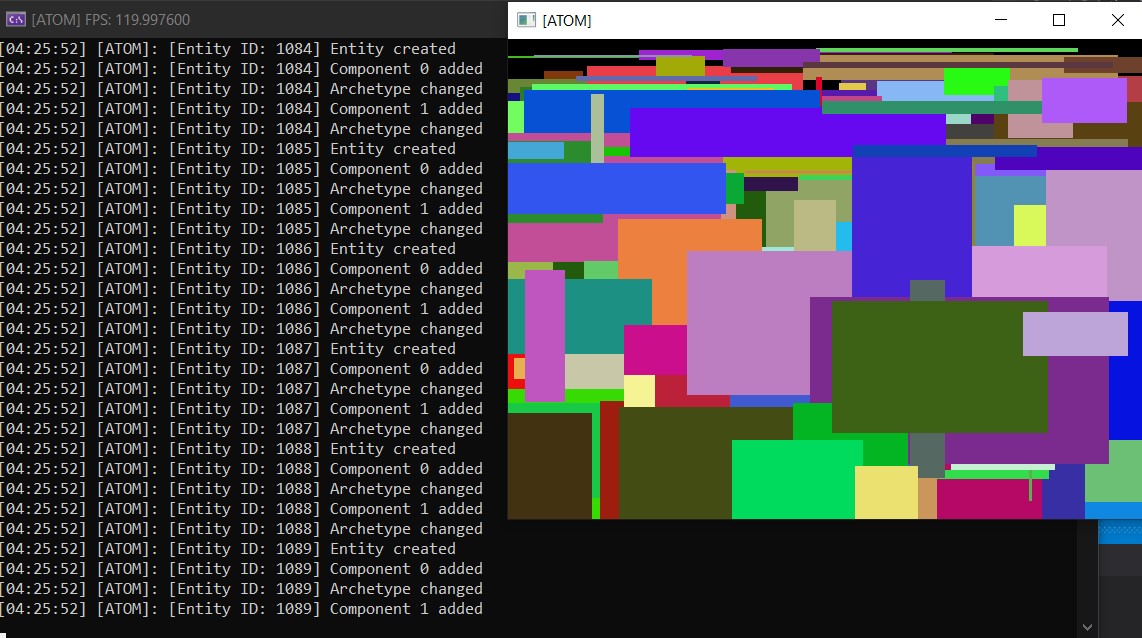 [ATOM] FPS: 119.997600
[ATOM]
[04:25:52] [ATOM]: [Entity ID: 1084] Entity created
[04:25:52] [ATOM]: [Entity ID: 1084] Component 0 added
[04:25:52] [ATOM]: [Entity ID: 1084] Archetype changed
[04:25:52] [ATOM]: [Entity ID: 1084] Component 1 added
[04:25:52] [ATOM]: [Entity ID: 1084] Archetype changed
[04:25:52] [ATOM]: [Entity ID: 1085] Entity created
[04:25:52] [ATOM]: [Entity ID: 1085] Component 0 added
[04:25:52] [ATOM]: [Entity ID: 1085] Archetype changed
[04:25:52] [ATOM]: [Entity ID: 1085] Component 1 added
[04:25:52] [ATOM]: [Entity ID: 1085] Archetype changed
[04:25:52] [ATOM]: [Entity ID: 1086] Entity created
[04:25:52] [ATOM]: [Entity ID: 1086] Component 0 added
[04:25:52] [ATOM]: [Entity ID: 1086] Archetype changed
[04:25:52] [ATOM]: [Entity ID: 1086] Component 1 added
[04:25:52] [ATOM]: [Entity ID: 1086] Archetype changed
[04:25:52] [ATOM]: [Entity ID: 1087] Entity created
[04:25:52] [ATOM]: [Entity ID: 1087] Component 0 added
[04:25:52] [ATOM]: [Entity ID: 1087] Archetype changed
[04:25:52] [ATOM]: [Entity ID: 1087] Component 1 added
[04:25:52] [ATOM]: [Entity ID: 1087] Archetype changed
[04:25:52] [ATOM]: [Entity ID: 1088] Entity created
[04:25:52] [ATOM]: [Entity ID: 1088] Component 0 added
[04:25:52] [ATOM]: [Entity ID: 1088] Archetype changed
[04:25:52] [ATOM]: [Entity ID: 1088] Component 1 added
[04:25:52] [ATOM]: [Entity ID: 1088] Archetype changed
[04:25:52] [ATOM]: [Entity ID: 1089] Entity created
[04:25:52] [ATOM]: [Entity ID: 1089] Component 0 added
[04:25:52] [ATOM]: [Entity ID: 1089] Archetype changed
[04:25:52] [ATOM]: [Entity ID: 1089] Component 1 added